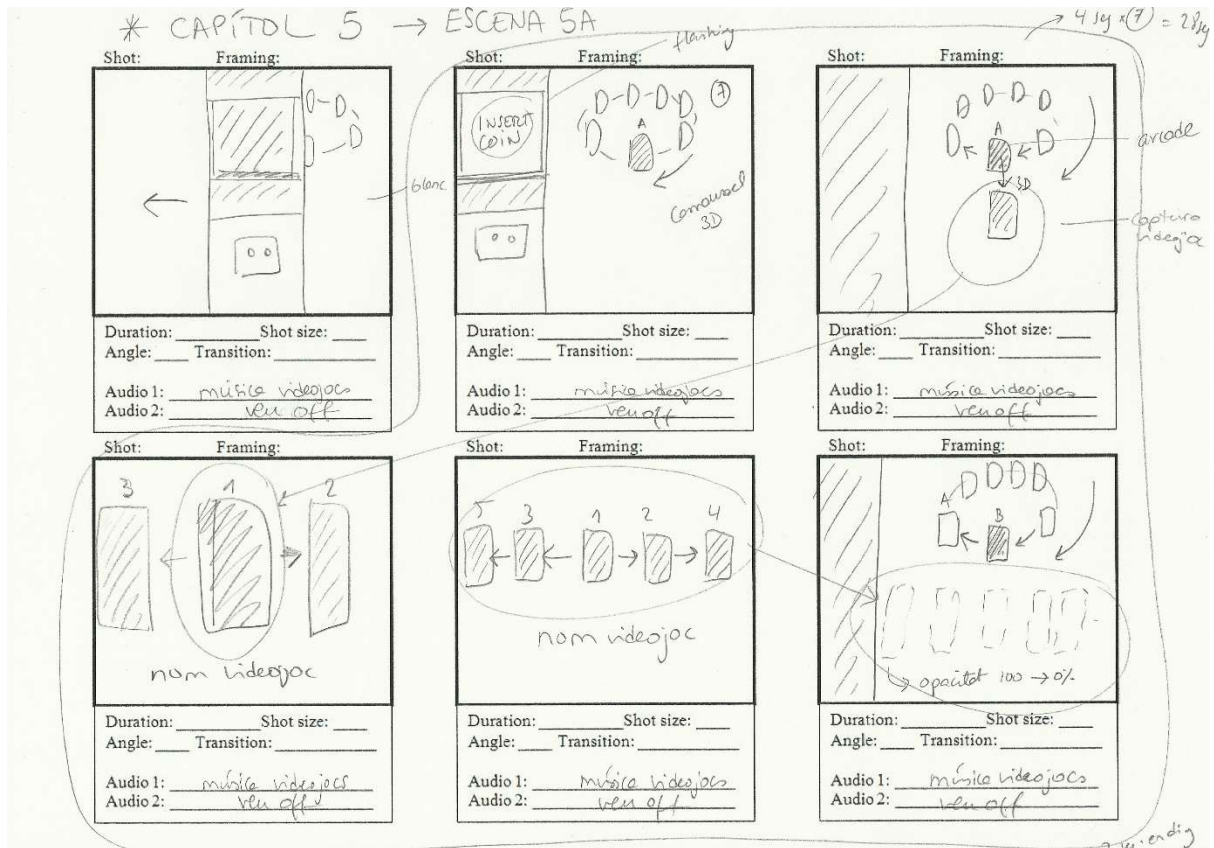 * CAPÍTOL 5 → ESCENA 5A
→ 4 seg x (7) = 28 seg
flashing
Shot: Framing:
blanc
Duration: Shot size:
Angle: Transition:
Audio 1: música videojocs
Audio 2: veu off
Shot: Framing:
INSERT
COIN
7
A
Carrousel
3D
Duration: Shot size:
Angle: Transition:
Audio 1: música videojocs
Audio 2: veu off
Shot: Framing:
A
3D
arcade
captura
Duration: Shot size:
Angle: Transition:
Audio 1: música videojocs
Audio 2: veu off
Shot: Framing:
3 1 2
nom videojoc
Duration: Shot size:
Angle: Transition:
Audio 1: música videojocs
Audio 2: veu off
Shot: Framing:
5 3 1 2 4
nom videojoc
Duration: Shot size:
Angle: Transition:
Audio 1: música videojocs
Audio 2: veu off
Shot: Framing:
A B
opacitat 100 → 0%
Duration: Shot size:
Angle: Transition:
Audio 1: música videojocs
Audio 2: veu off